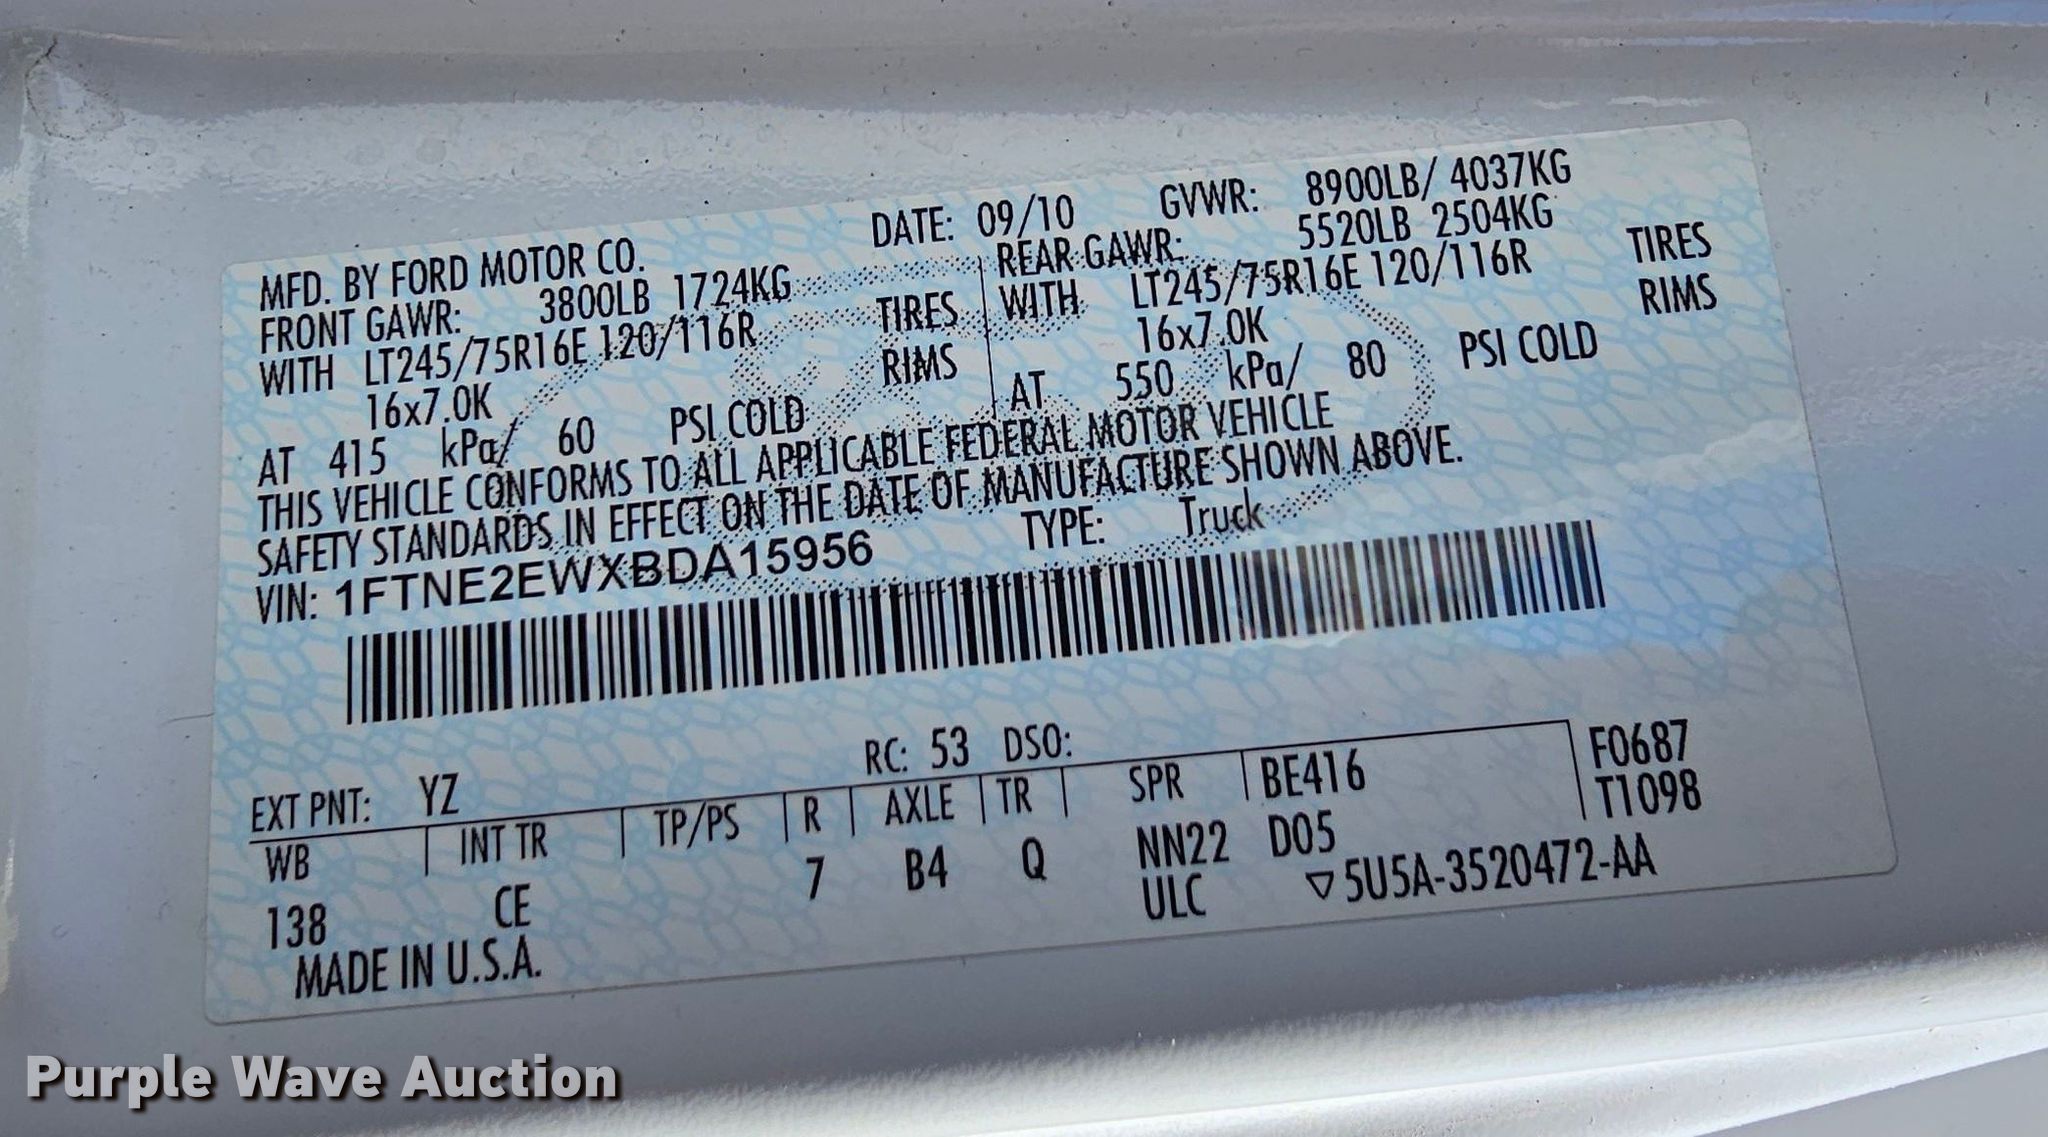 MFD. BY FORD MOTOR CO. DATE: 09/10 GVWR: 8900LB/ 4037KG
FRONT GAWR: 3800LB 1724KG REAR GAWR: 5520LB 2504KG
WITH LT245/75R16E 120/116R TIRES WITH LT245/75R16E 120/116R TIRES
16x7.0K RIMS 16x7.0K RIMS
AT 415 kPa/ 60 PSI COLD AT 550 kPa/ 80 PSI COLD
THIS VEHICLE CONFORMS TO ALL APPLICABLE FEDERAL MOTOR VEHICLE
SAFETY STANDARDS IN EFFECT ON THE DATE OF MANUFACTURE SHOWN ABOVE.
VIN: 1FTNE2EWXBDA15956 TYPE: Truck
EXT PNT: YZ RC: 53 DSO:
WB INT TR TP/PS R AXLE TR SPR BE416 F0687
T1098
138 CE 7 B4 Q NN22 D05
ULC ▽5U5A-3520472-AA
MADE IN U.S.A.
Purple Wave Auction